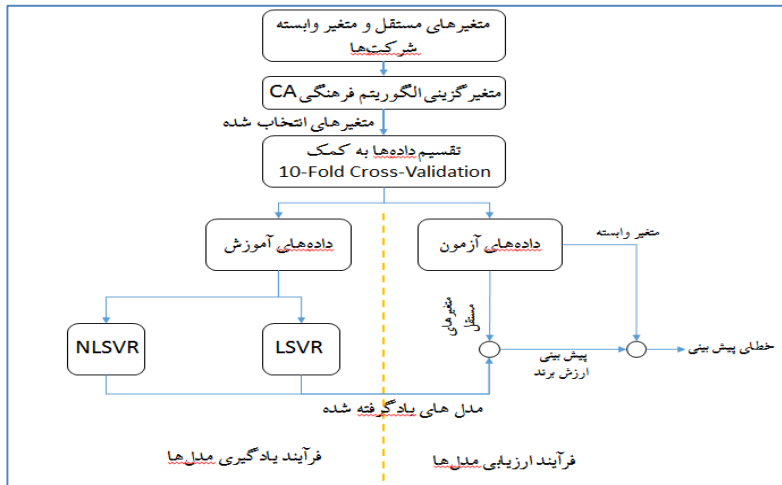 متغیرهای مستقل و متغیر وابسته
شرکت‌ها
متغیرگزینی الگوریتم فرهنگی CA
متغیرهای انتخاب شده
تقسیم داده‌ها به کمک
10-Fold Cross-Validation
داده‌های آزمون
داده‌های آموزش
متغیر وابسته
متغیرهای
مستقل
NLSVR
LSVR
پیش بینی
ارزش برند
خطای پیش بینی
مدل های یادگرفته شده
فرآیند ارزیابی مدل‌ها
فرآیند یادگیری مدل‌ها